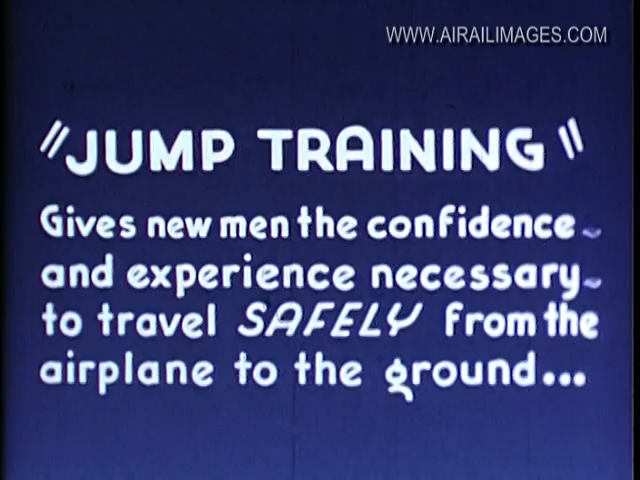 WWW.AIRAILIMAGES.COM
"JUMP TRAINING"
Gives new men the confidence
and experience necessary
to travel SAFELY from the
airplane to the ground...